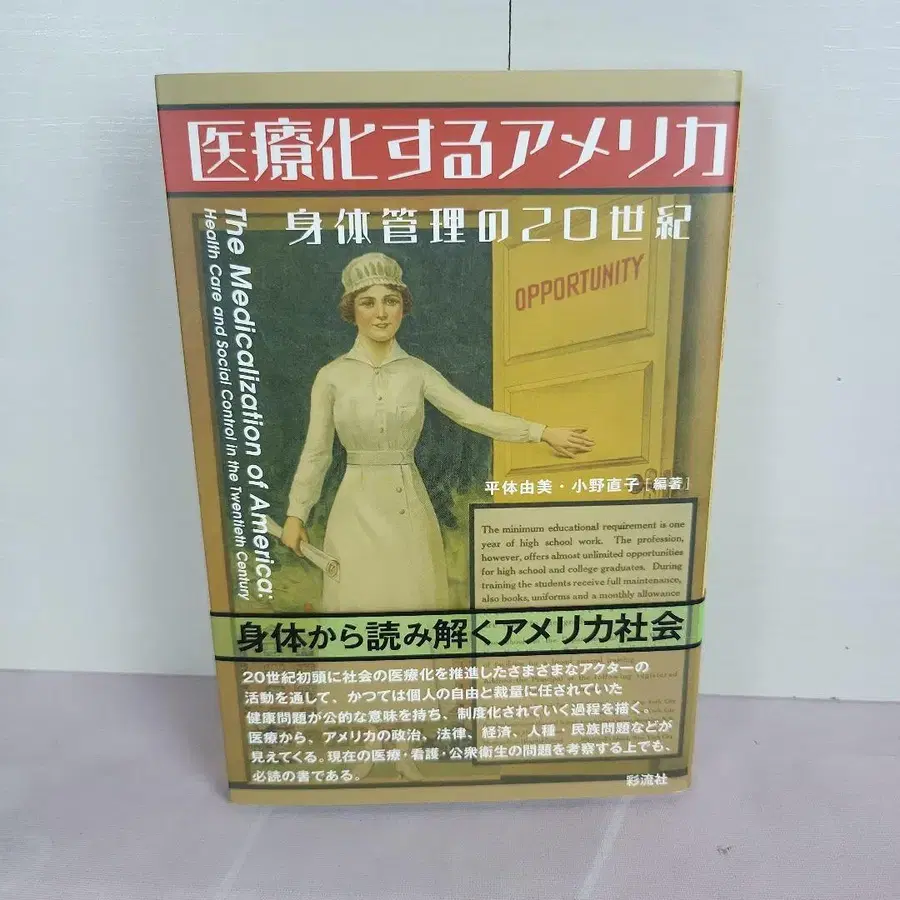 医療化するアメリカ
身体管理の20世紀
The Medicalization of America:
Health Care and Social Control in the Twentieth Century
OPPORTUNITY
平体由美・小野直子[編著]
The minimum educational requirement is one
year of high school work. The profession,
however, offers almost unlimited opportunities
for high school and college graduates. During
training the students receive full maintenance,
also books, uniforms and a monthly allowance
身体から読み解くアメリカ社会
20世紀初頭に社会の医療化を推進したさまざまなアクターの
活動を通して、かつては個人の自由と裁量に任されていた
健康問題が公的な意味を持ち、制度化されていく過程を描く。
医療から、アメリカの政治、法律、経済、人種・民族問題などが
見えてくる。現在の医療・看護・公衆衛生の問題を考察する上でも、
必読の書である。
彩流社